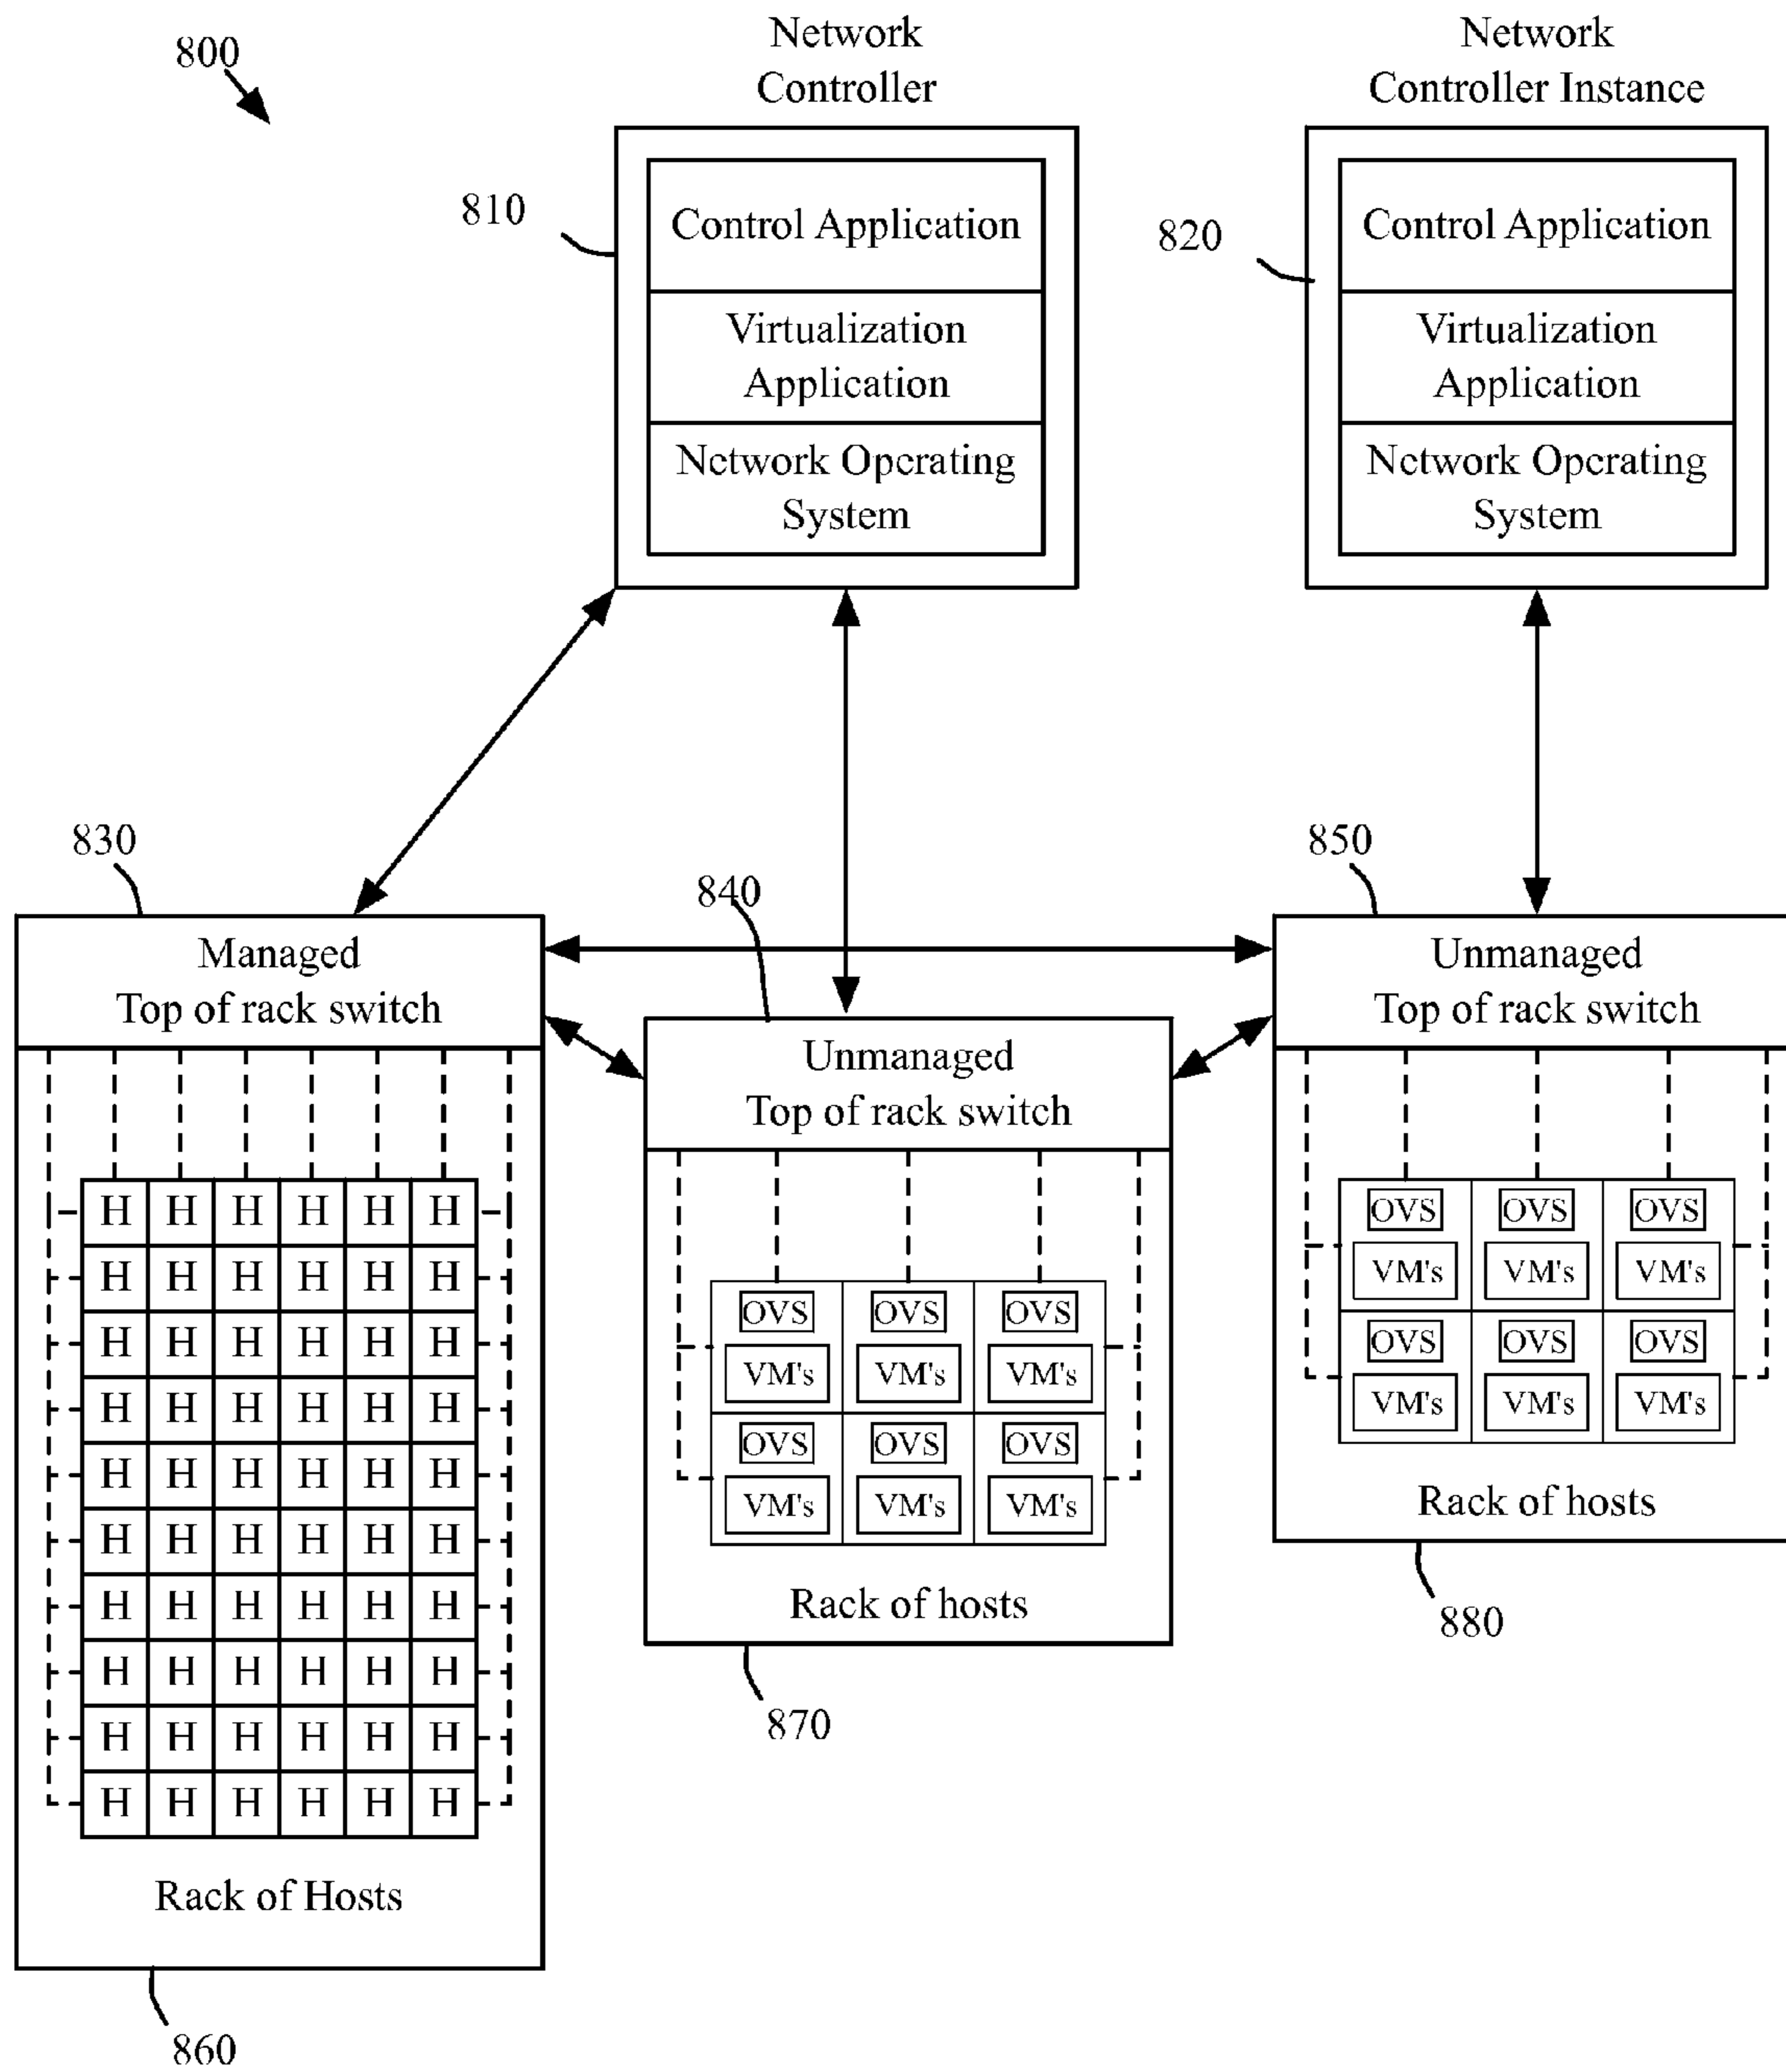 800
Network
Controller
Network
Controller Instance
810
Control Application
Virtualization
Application
Network Operating
System
820
Control Application
Virtualization
Application
Network Operating
System
830
Managed
Top of rack switch
840
Unmanaged
Top of rack switch
850
Unmanaged
Top of rack switch
H H H H H H
H H H H H H
H H H H H H
H H H H H H
H H H H H H
H H H H H H
H H H H H H
H H H H H H
H H H H H H
H H H H H H
Rack of Hosts
860
OVS OVS OVS
VM's VM's VM's
OVS OVS OVS
VM's VM's VM's
Rack of hosts
870
OVS OVS OVS
VM's VM's VM's
OVS OVS OVS
VM's VM's VM's
Rack of hosts
880